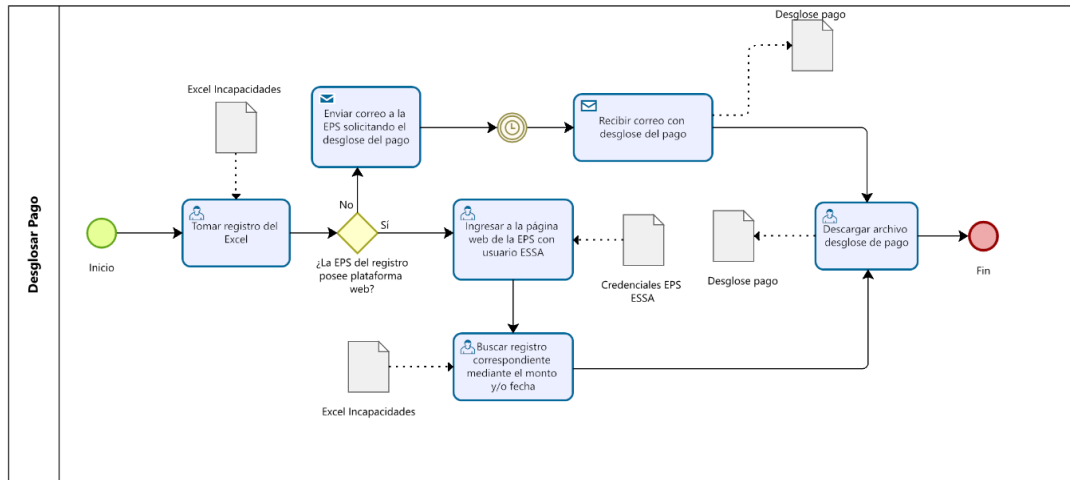 Desglosar Pago
Desglose pago
Excel Incapacidades
Enviar correo a la
EPS solicitando el
desglose del pago
Recibir correo con
desglose del pago
No
Sí
Tomar registro del
Excel
Inicio
¿La EPS del registro
posee plataforma
web?
Ingresar a la página
web de la EPS con
usuario ESSA
Credenciales EPS
ESSA
Desglose pago
Descargar archivo
desglose de pago
Fin
Buscar registro
correspondiente
mediante el monto
y/o fecha
Excel Incapacidades